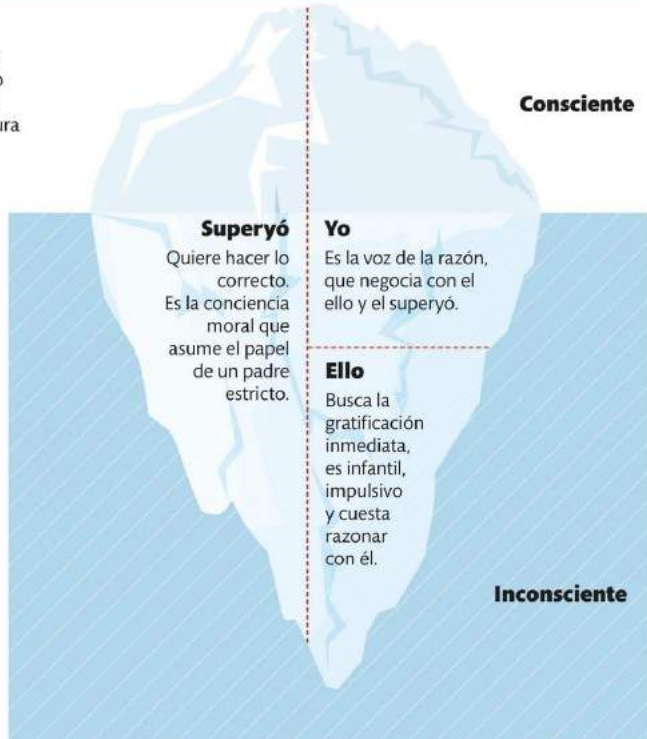 Consciente
Superyó
Quiere hacer lo
correcto.
Es la conciencia
moral que
asume el papel
de un padre
estricto.
Yo
Es la voz de la razón,
que negocia con el
ello y el superyó.
Ello
Busca la
gratificación
inmediata,
es infantil,
impulsivo
y cuesta
razonar
con él.
Inconsciente